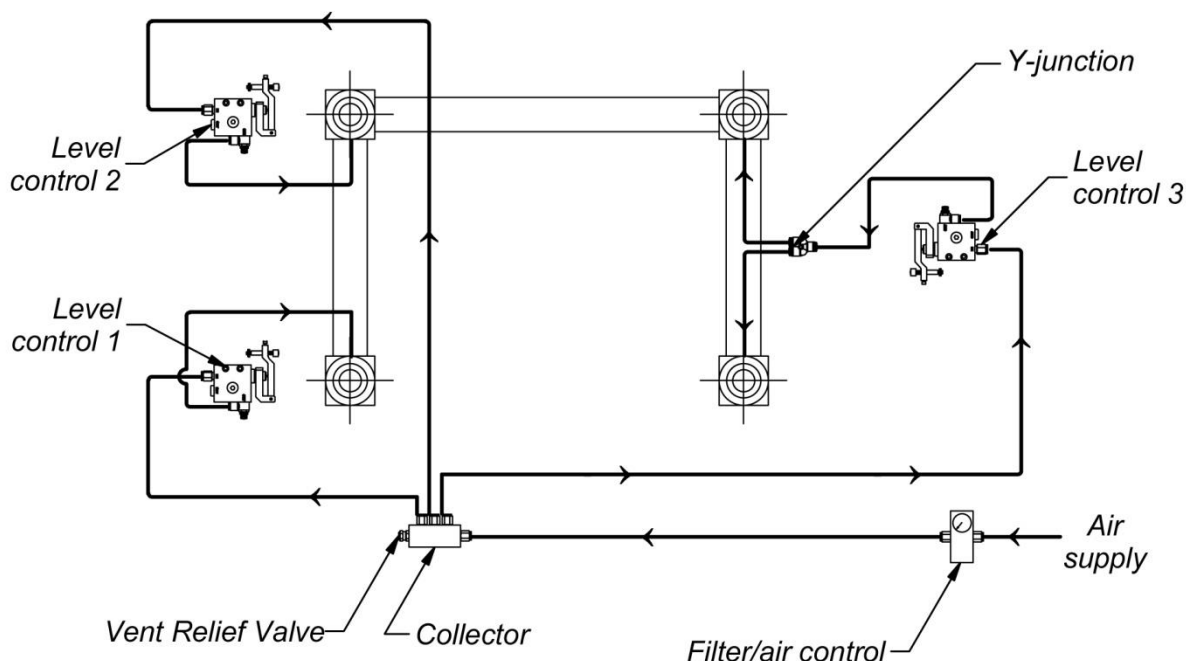 Y-junction
Level
control 2
Level
control 3
Level
control 1
Air
supply
Vent Relief Valve
Collector
Filter/air control